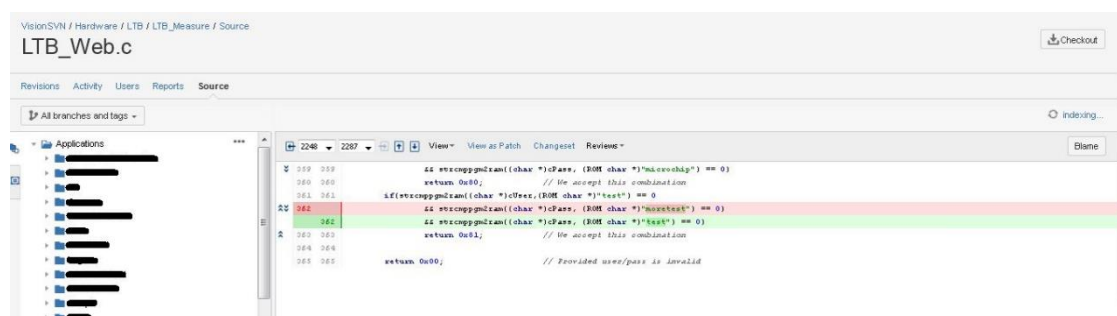 VisionSVN / Hardware / LTB / LTB_Measure / Source
LTB_Web.c
Checkout
Revisions Activity Users Reports Source
All branches and tags
indexing...
Applications
2248 2287 View View as Patch Changeset Reviews
Blame
359 359 && strcmppgm2ram((char *)cPass, (ROM char *)"microchip") == 0)
360 360 return 0x80; // We accept this combination
361 361 if(strcmppgm2ram((char *)cUser,(ROM char *)"test") == 0
362 && strcmppgm2ram((char *)cPass, (ROM char *)"moretest") == 0)
362 && strcmppgm2ram((char *)cPass, (ROM char *)"test") == 0)
363 363 return 0x81; // We accept this combination
364 364
365 365 return 0x00; // Provided user/pass is invalid